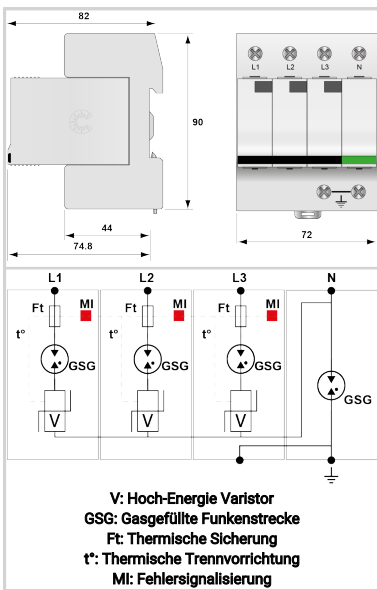 82
L1 L2 L3 N
90
44
74.8
72
L1 L2 L3 N
Ft MI Ft MI Ft MI
t° t° t°
GSG GSG GSG
GSG
V V V
V: Hoch-Energie Varistor
GSG: Gasgefüllte Funkenstrecke
Ft: Thermische Sicherung
t°: Thermische Trennvorrichtung
MI: Fehlersignalisierung